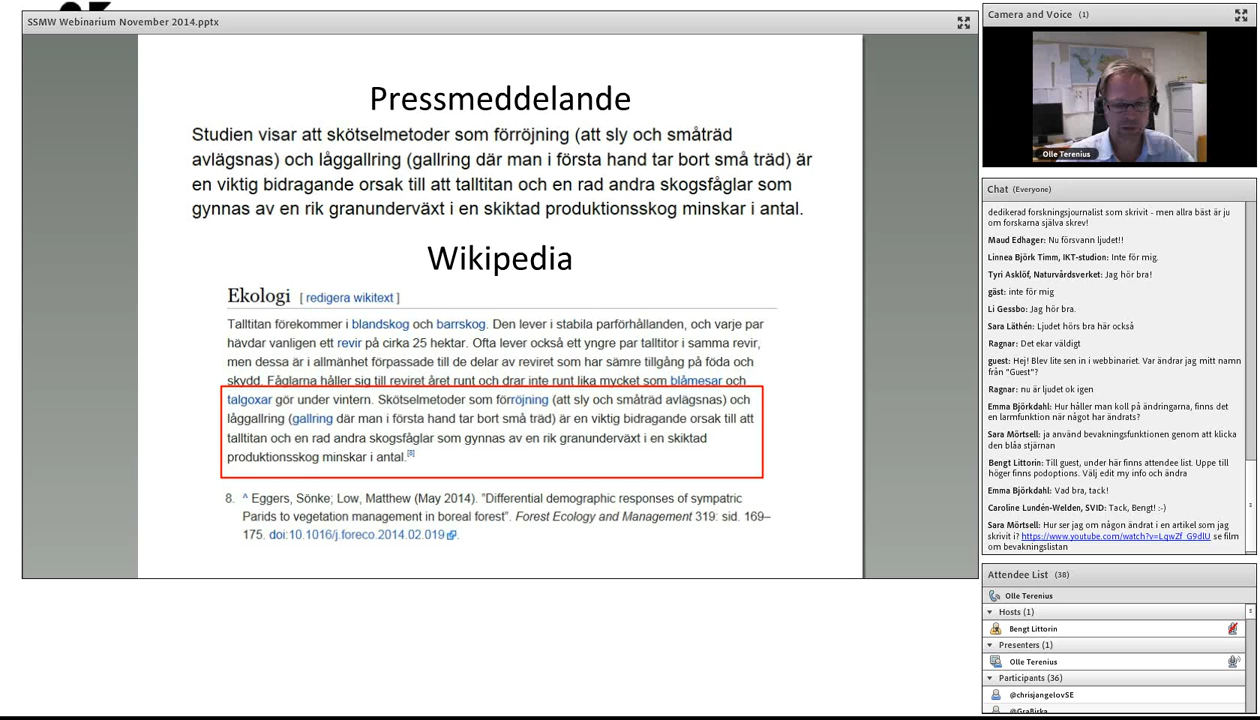 SSMW Webinarium November 2014.pptx
Pressmeddelande
Studien visar att skötselmetoder som förröjning (att sly och småträd
avlägsnas) och låggallring (gallring där man i första hand tar bort små träd) är
en viktig bidragande orsak till att talltitan och en rad andra skogsfåglar som
gynnas av en rik granunderväxt i en skiktad produktionsskog minskar i antal.
Wikipedia
Ekologi [ redigera wikitext ]
Talltitan förekommer i blandskog och barrskog. Den lever i stabila parförhållanden, och varje par
hävdar vanligen ett revir på cirka 25 hektar. Ofta lever också ett yngre par talltitor i samma revir,
men dessa är i allmänhet förpassade till de delar av reviret som har sämre tillgång på föda och
skydd. Fåglarna håller sig till reviret året runt och drar inte runt lika mycket som blåmesar och
talgoxar gör under vintern. Skötselmetoder som förröjning (att sly och småträd avlägsnas) och
låggallring (gallring där man i första hand tar bort små träd) är en viktig bidragande orsak till att
talltitan och en rad andra skogsfåglar som gynnas av en rik granunderväxt i en skiktad
produktionsskog minskar i antal.[8]
8. ^ Eggers, Sönke; Low, Matthew (May 2014). "Differential demographic responses of sympatric
Parids to vegetation management in boreal forest". Forest Ecology and Management 319: sid. 169–
175. doi:10.1016/j.foreco.2014.02.019.
Camera and Voice (1)
Olle Terenius
Chat (Everyone)
dedikerad forskningsjournalist som skrivit - men allra bäst är ju
om forskarna själva skrev!
Maud Edhager: Nu försvann ljudet!!
Linnea Björk Timm, IKT-studion: Inte för mig.
Tyri Asklöf, Naturvårdsverket: Jag hör bra!
gäst: inte för mig
Li Gessbo: Jag hör bra.
Sara Låthén: Ljudet hörs bra här också
Ragnar: Det ekar väldigt
guest: Hej! Blev lite sen in i webbinariet. Var ändrar jag mitt namn
från "Guest"?
Ragnar: nu är ljudet ok igen
Emma Björkdahl: Hur håller man koll på ändringarna, finns det
en larmfunktion när något har ändrats?
Sara Mörtsell: ja använd bevakningsfunktionen genom att klicka
den blåa stjärnan
Bengt Littorin: Till guest, under här finns attendee list. Uppe till
höger finns podoptions. Välj edit my info och ändra
Emma Björkdahl: Vad bra, tack!
Caroline Lundén-Welden, SVID: Tack, Bengt! :-)
Sara Mörtsell: Hur ser jag om någon ändrat i en artikel som jag
skrivit i? https://www.youtube.com/watch?v=LqwZf_G9dlU se film
om bevakningslistan
Attendee List (38)
Olle Terenius
Hosts (1)
Bengt Littorin
Presenters (1)
Olle Terenius
Participants (36)
@chrisjangelovSE
@GraBirka